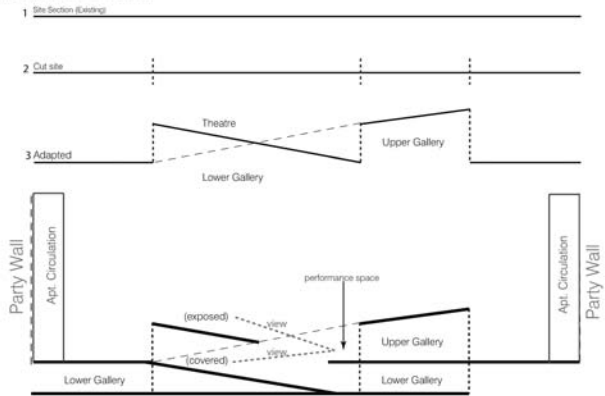 1 Site Section (Existing)
2 Cut site
Theatre
Upper Gallery
3 Adapted
Lower Gallery
Party Wall
Apt. Circulation
performance space
(exposed)
view
view
(covered)
Upper Gallery
Lower Gallery
Lower Gallery
Apt. Circulation
Party Wall